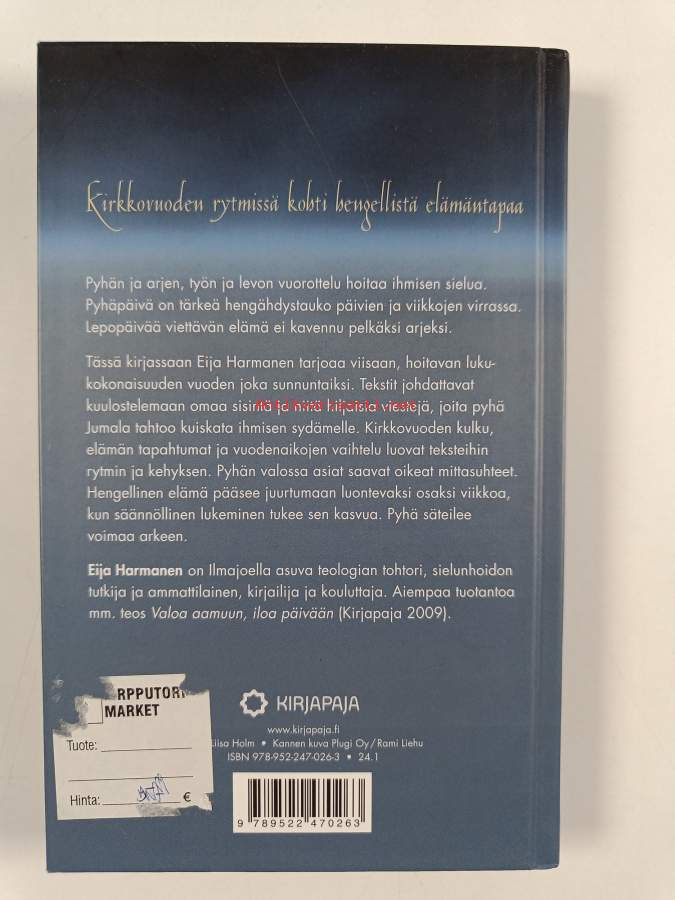 Kirkkovuoden rytmissä kohti hengellistä elämäntapaa
Pyhän ja arjen, työn ja levon vuorottelu hoitaa ihmisen sielua.
Pyhäpäivä on tärkeä hengähdystauko päivien ja viikkojen virrassa.
Lepopäivää viettävän elämä ei kavennu pelkäksi arjeksi.
Tässä kirjassaan Eija Harmanen tarjoaa viisaan, hoitavan luku-
kokonaisuuden vuoden joka sunnuntaiksi. Tekstit johdattavat
kuulostelemaan omaa sisintä ja niitä hiljaisia viestejä, joita pyhä
Jumala tahtoo kuiskata ihmisen sydämelle. Kirkkovuoden kulku,
elämän tapahtumat ja vuodenaikojen vaihtelu luovat teksteihin
rytmin ja kehyksen. Pyhän valossa asiat saavat oikeat mittasuhteet.
Hengellinen elämä pääsee juurtumaan luontevaksi osaksi viikkoa,
kun säännöllinen lukeminen tukee sen kasvua. Pyhä säteilee
voimaa arkeen.
Eija Harmanen on Ilmajoella asuva teologian tohtori, sielunhoidon
tutkija ja ammattilainen, kirjailija ja kouluttaja. Aiempaa tuotantoa
mm. teos Valoa aamuun, iloa päivään (Kirjapaja 2009).
RPPUTORI
MARKET
Tuote:
Hinta: €
KIRJAPAJA
www.kirjapaja.fi
Holm • Kannen kuva Plugi Oy/Rami Liehu
ISBN 978-952-247-026-3 • 24.1
9 789522 470263